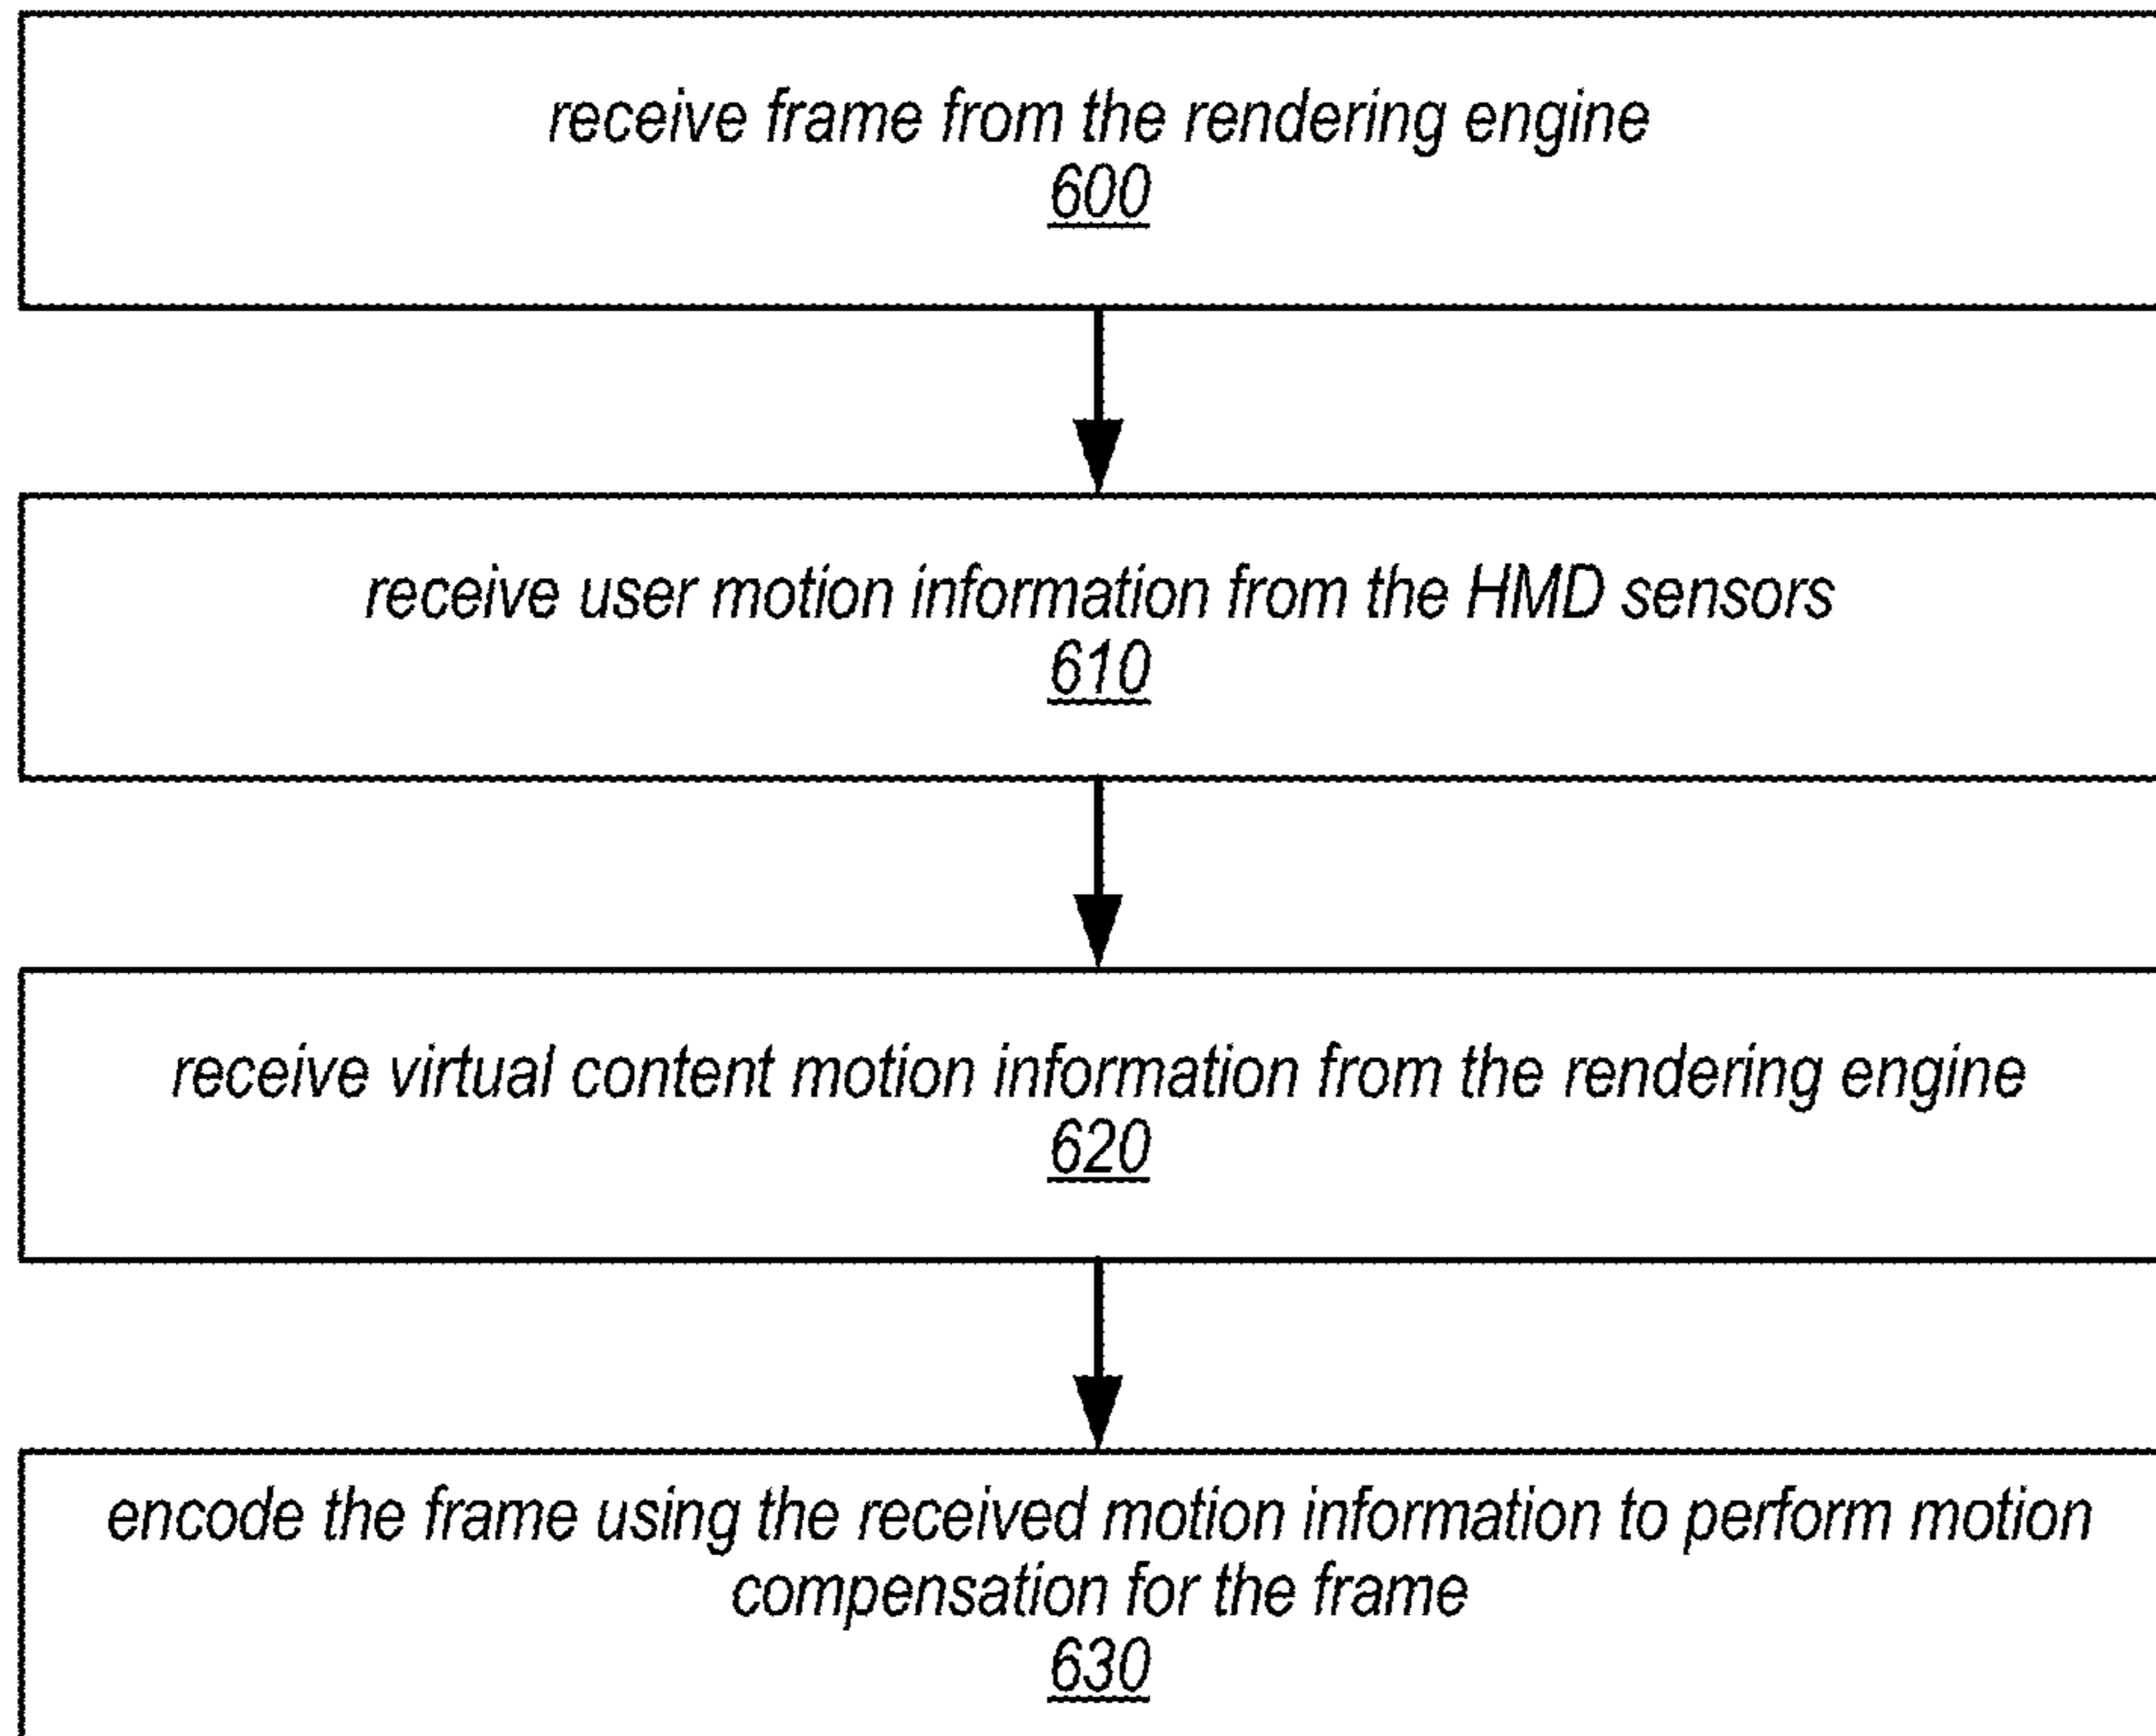 receive frame from the rendering engine
600
receive user motion information from the HMD sensors
610
receive virtual content motion information from the rendering engine
620
encode the frame using the received motion information to perform motion
compensation for the frame
630